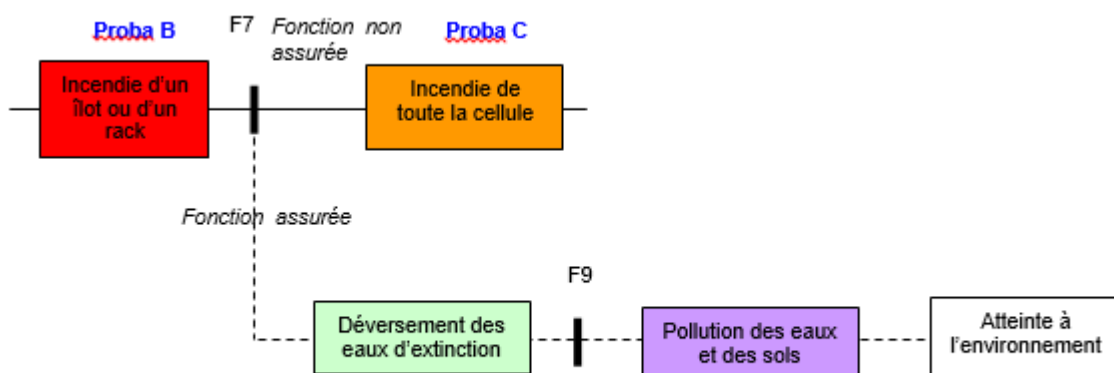 Proba B
F7
Fonction non
assurée
Proba C
Incendie d'un
îlot ou d'un
rack
Incendie de
toute la cellule
Fonction assurée
F9
Déversement des
eaux d'extinction
Pollution des eaux
et des sols
Atteinte à
l'environnement